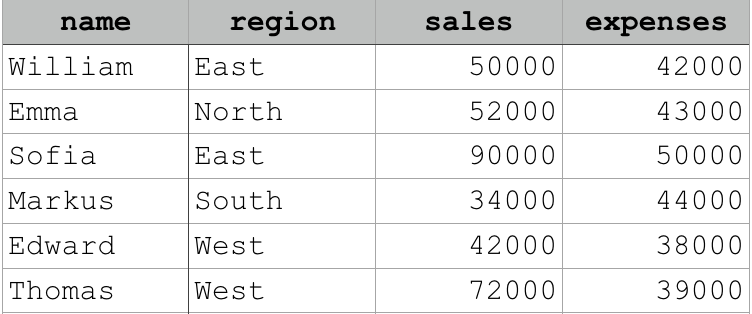 name region sales expenses
William East 50000 42000
Emma North 52000 43000
Sofia East 90000 50000
Markus South 34000 44000
Edward West 42000 38000
Thomas West 72000 39000